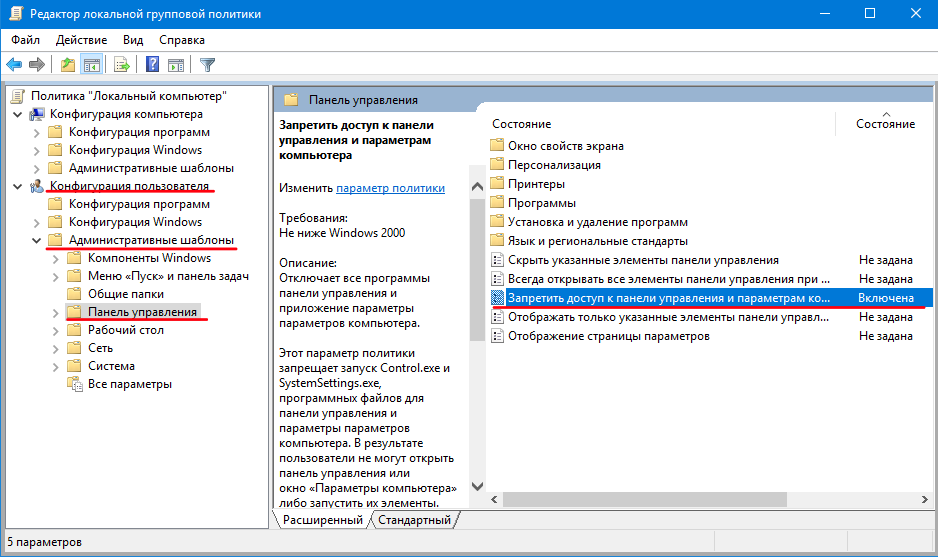 Редактор локальной групповой политики
Файл Действие Вид Справка
Политика "Локальный компьютер"
Конфигурация компьютера
Конфигурация программ
Конфигурация Windows
Административные шаблоны
Конфигурация пользователя
Конфигурация программ
Конфигурация Windows
Административные шаблоны
Компоненты Windows
Меню «Пуск» и панель задач
Общие папки
Панель управления
Рабочий стол
Сеть
Система
Все параметры
Панель управления
Запретить доступ к панели
управления и параметрам
компьютера
Изменить параметр политики
Требования:
Не ниже Windows 2000
Описание:
Отключает все программы
панели управления и
приложение параметры
параметров компьютера.
Этот параметр политики
запрещает запуск Control.exe и
SystemSettings.exe,
программных файлов для
панели управления и
параметры параметров
компьютера. В результате
пользователи не могут открыть
панель управления или
окно «Параметры компьютера»
либо запустить их элементы.
Состояние Состояние
Окно свойств экрана
Персонализация
Принтеры
Программы
Установка и удаление программ
Язык и региональные стандарты
Скрыть указанные элементы панели управления Не задана
Всегда открывать все элементы панели управления при ... Не задана
Запретить доступ к панели управления и параметрам ко... Включена
Отображать только указанные элементы панели управл... Не задана
Отображение страницы параметров Не задана
Расширенный Стандартный
5 параметров